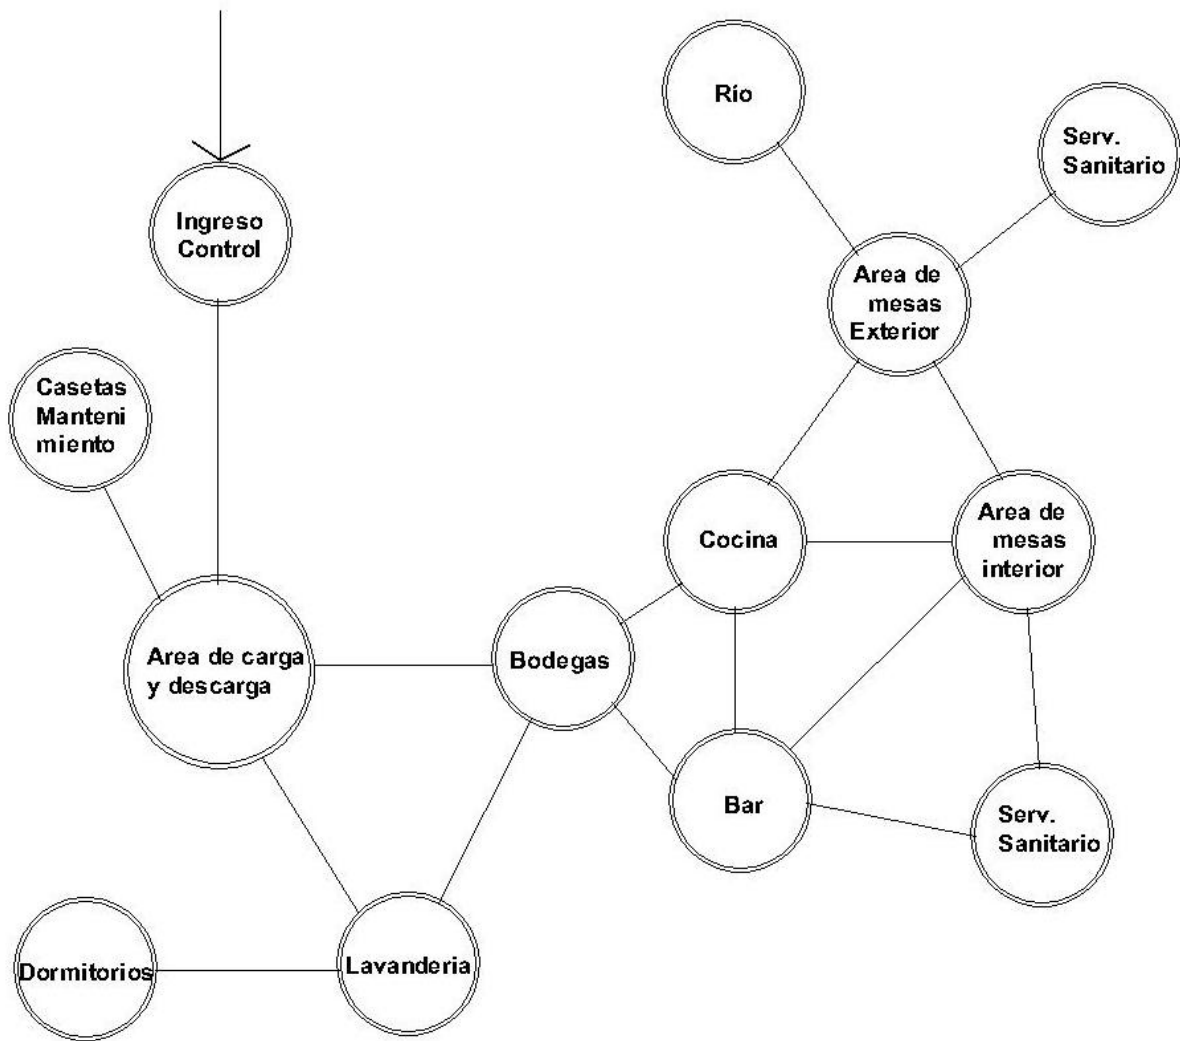 Río
Serv.
Sanitario
Ingreso
Control
Area de
mesas
Exterior
Casetas
Manteni
miento
Cocina
Area de
mesas
interior
Area de carga
y descarga
Bodegas
Bar
Serv.
Sanitario
Dormitorios
Lavanderia